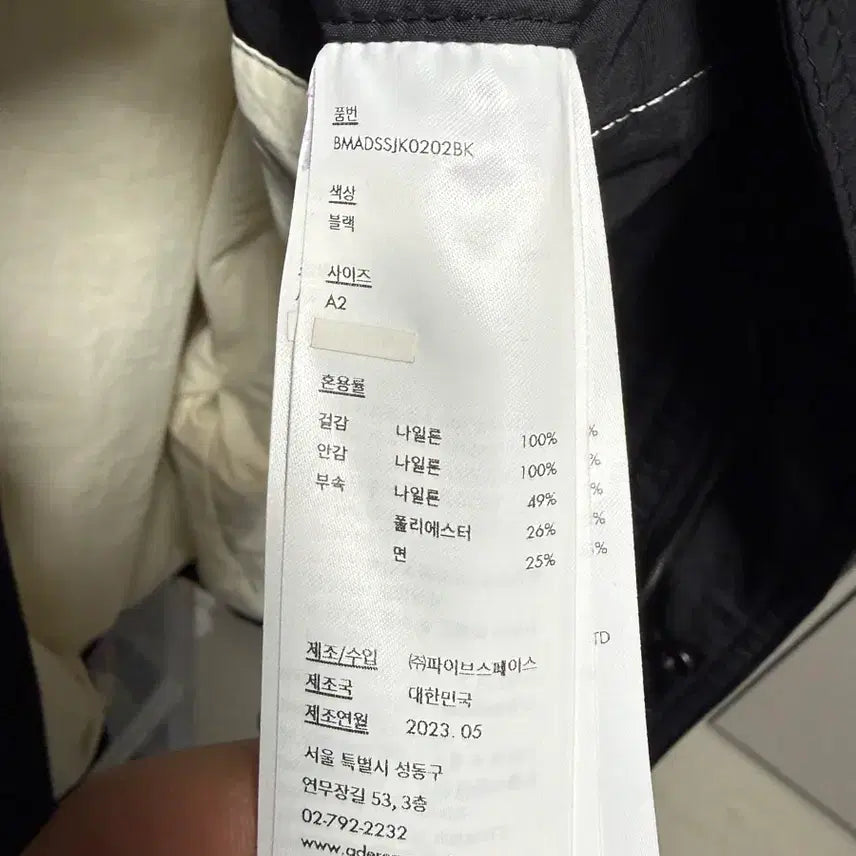 품번
BMADSSJK0202BK
색상
블랙
사이즈
A2
혼용률
겉감 나일론 100%
안감 나일론 100%
부속 나일론 49%
폴리에스터 26%
면 25%
제조/수입 ㈜파이브스페이스
제조국 대한민국
제조연월 2023. 05
서울 특별시 성동구
연무장길 53, 3층
02-792-2232
%
%
%
%
%
TD